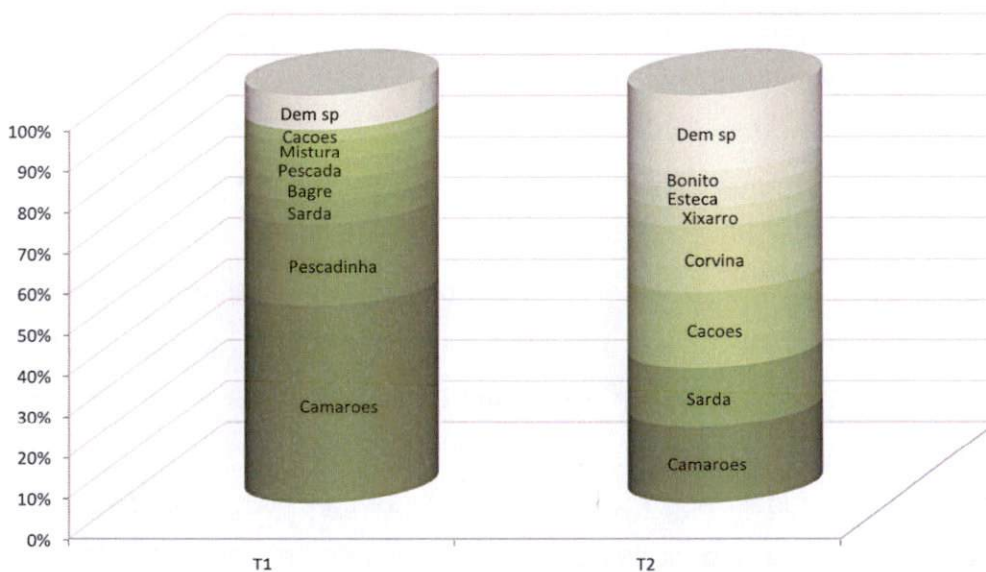 100%
90%
80%
70%
60%
50%
40%
30%
20%
10%
0%
Dem sp
Cacoes
Mistura
Pescada
Bagre
Sarda
Pescadinha
Camaroes
Dem sp
Bonito
Esteca
Xixarro
Corvina
Cacoes
Sarda
Camaroes
T1
T2